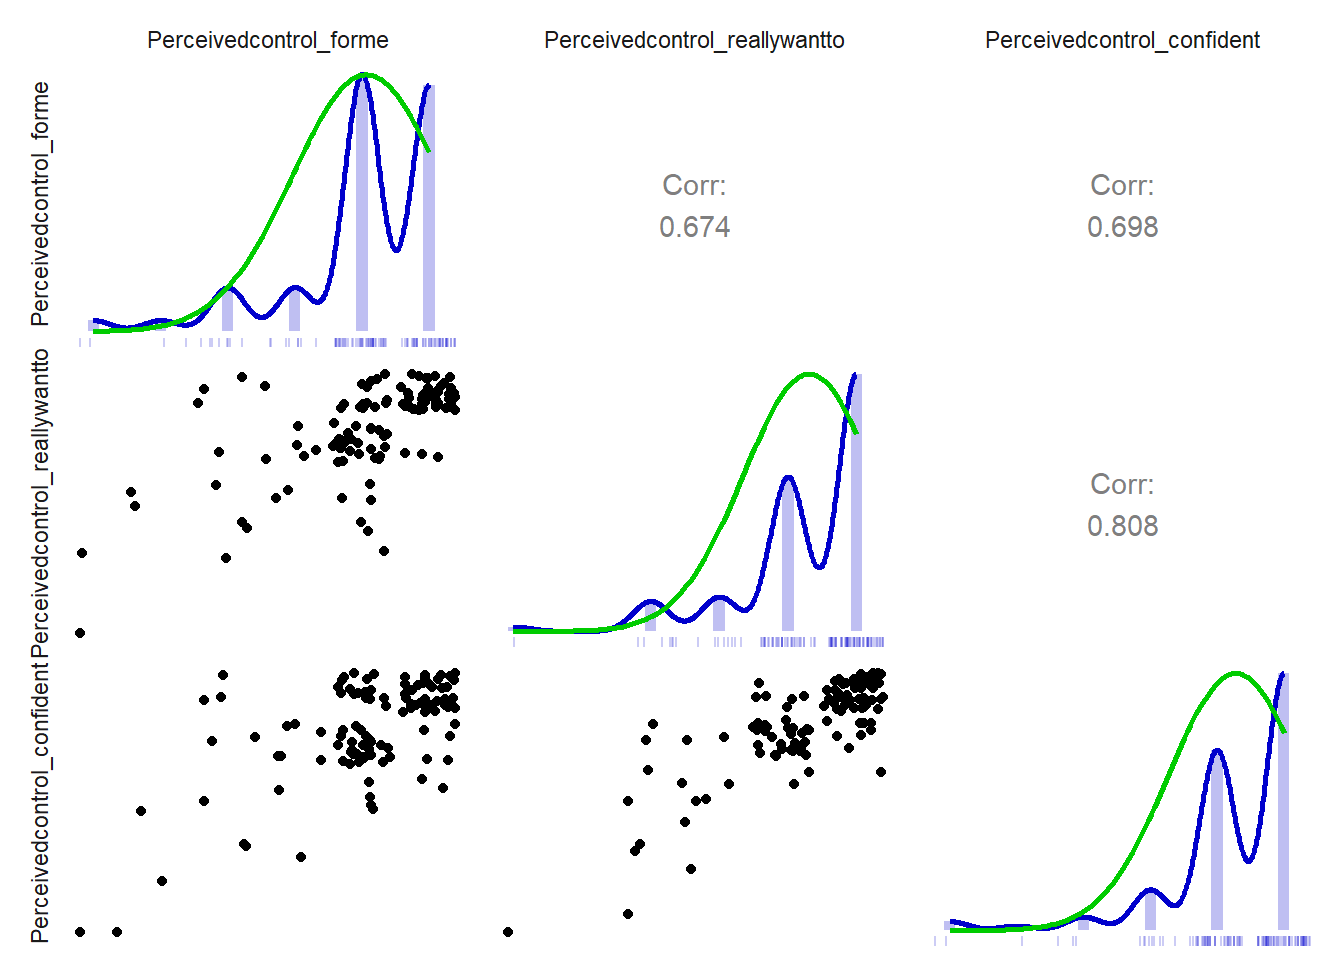 Perceivedcontrol_forme
Perceivedcontrol_reallywantto
Perceivedcontrol_confident
Perceivedcontrol_forme
Corr:
0.674
Corr:
0.698
Perceivedcontrol_reallywantto
Corr:
0.808
Perceivedcontrol_confident